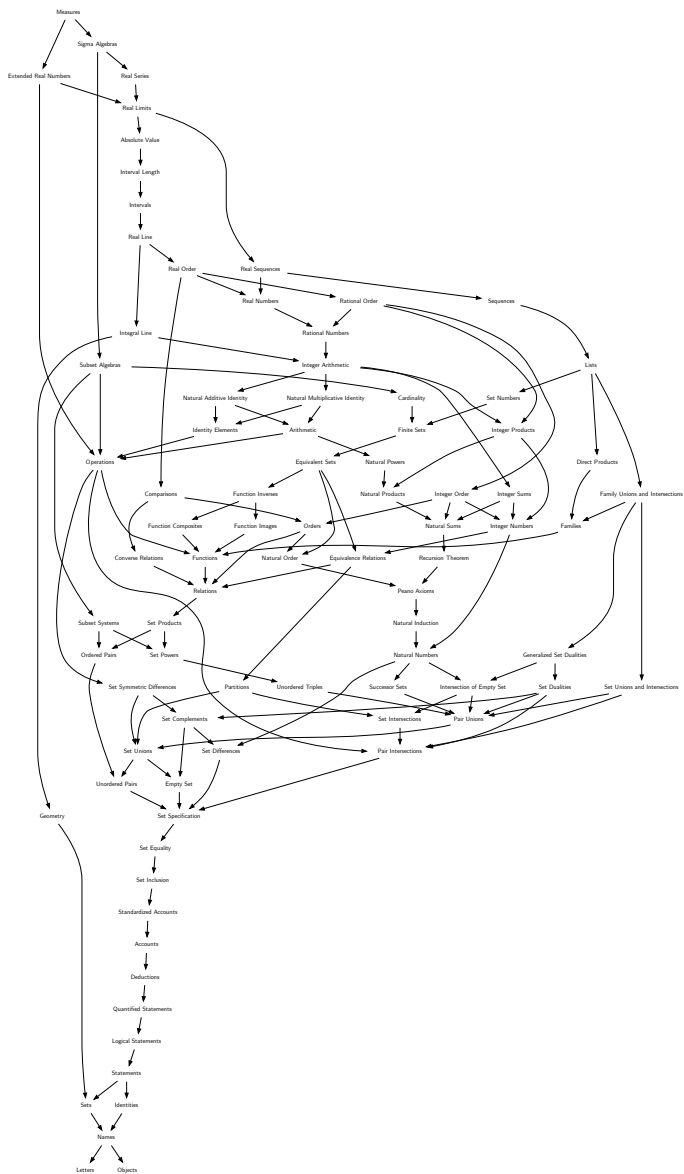 Measures
Sigma Algebras
Extended Real Numbers
Real Series
Real Limits
Absolute Value
Interval Length
Intervals
Real Line
Real Order
Real Sequences
Real Numbers
Rational Order
Sequences
Integral Line
Rational Numbers
Subset Algebras
Integer Arithmetic
Lists
Natural Additive Identity
Natural Multiplicative Identity
Cardinality
Set Numbers
Identity Elements
Arithmetic
Finite Sets
Integer Products
Operations
Equivalent Sets
Natural Powers
Direct Products
Comparisons
Function Inverses
Natural Products
Integer Order
Integer Sums
Family Unions and Intersections
Function Composites
Function Images
Orders
Natural Sums
Integer Numbers
Families
Converse Relations
Functions
Natural Order
Equivalence Relations
Recursion Theorem
Relations
Peano Axioms
Subset Systems
Set Products
Natural Induction
Ordered Pairs
Set Powers
Natural Numbers
Generalized Set Dualities
Set Symmetric Differences
Partitions
Unordered Triples
Successor Sets
Intersection of Empty Set
Set Dualities
Set Unions and Intersections
Set Complements
Set Intersections
Pair Unions
Set Unions
Set Differences
Pair Intersections
Unordered Pairs
Empty Set
Geometry
Set Specification
Set Equality
Set Inclusion
Standardized Accounts
Accounts
Deductions
Quantified Statements
Logical Statements
Statements
Sets
Identities
Names
Letters
Objects